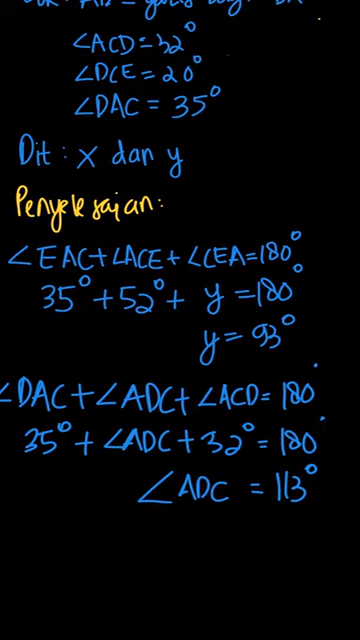 ∠ACD = 32°
∠DCE = 20°
∠DAC = 35°
Dit : x dan y
Penyelesaian:
∠EAC + ∠ACE + ∠CEA = 180°
35° + 52° + y = 180°
y = 93°
∠DAC + ∠ADC + ∠ACD = 180°
35° + ∠ADC + 32° = 180°
∠ADC = 113°